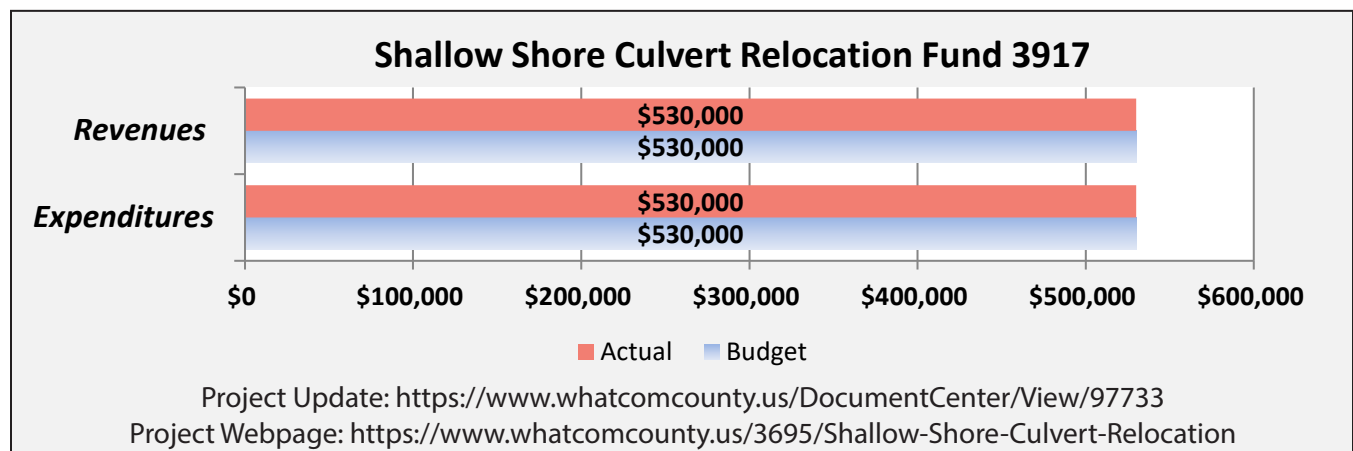 Shallow Shore Culvert Relocation Fund 3917
Revenues
$530,000
$530,000
Expenditures
$530,000
$530,000
$0 $100,000 $200,000 $300,000 $400,000 $500,000 $600,000
Actual Budget
Project Update: https://www.whatcomcounty.us/DocumentCenter/View/97733
Project Webpage: https://www.whatcomcounty.us/3695/Shallow-Shore-Culvert-Relocation